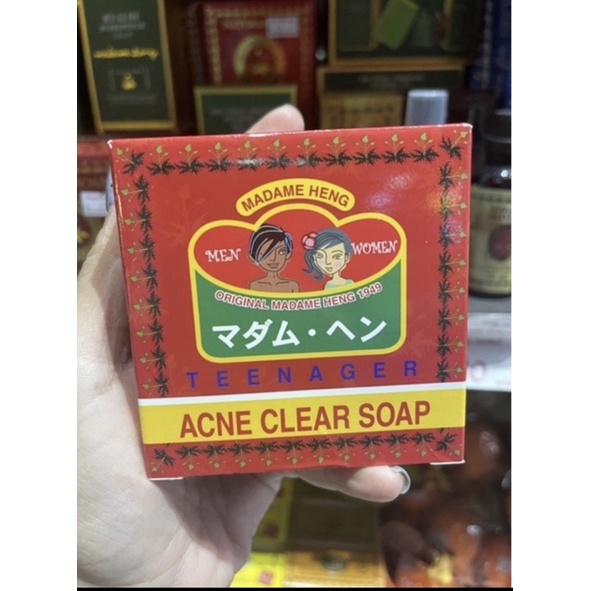 MADAME HENG
MEN
WOMEN
ORIGINAL MADAME HENG 1949
マダム・ヘン
TEENAGER
ACNE CLEAR SOAP